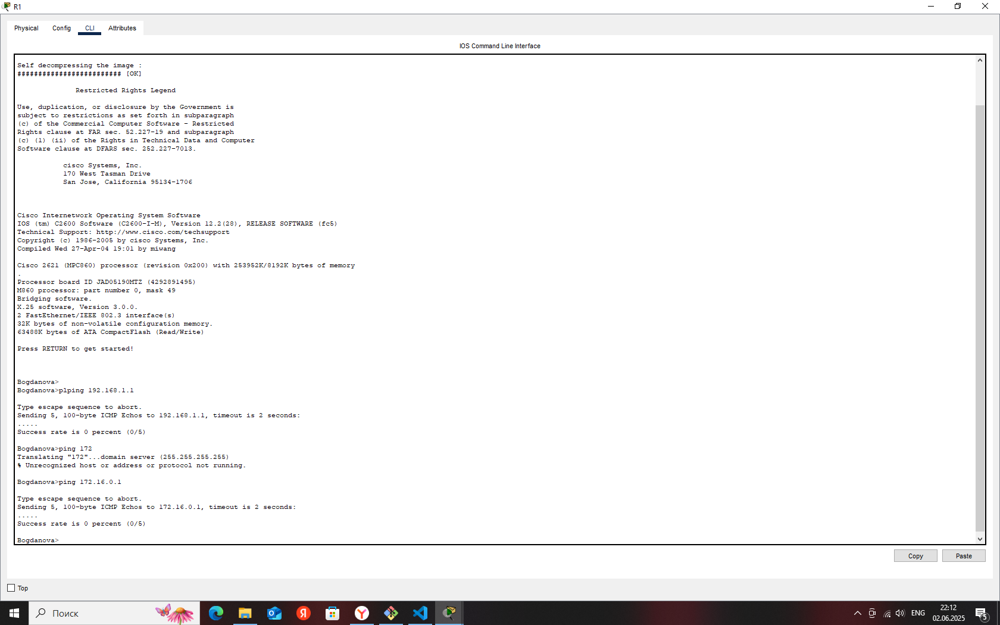 R1
Physical Config CLI Attributes
IOS Command Line Interface
Self decompressing the image :
######################### [OK]
Restricted Rights Legend
Use, duplication, or disclosure by the Government is
subject to restrictions as set forth in subparagraph
(c) of the Commercial Computer Software - Restricted
Rights clause at FAR sec. 52.227-19 and subparagraph
(c) (1) (ii) of the Rights in Technical Data and Computer
Software clause at DFARS sec. 252.227-7013.
cisco Systems, Inc.
170 West Tasman Drive
San Jose, California 95134-1706
Cisco Internetwork Operating System Software
IOS (tm) C2600 Software (C2600-I-M), Version 12.2(28), RELEASE SOFTWARE (fc5)
Technical Support: http://www.cisco.com/techsupport
Copyright (c) 1986-2005 by cisco Systems, Inc.
Compiled Wed 27-Apr-04 19:01 by miwang
Cisco 2621 (MPC860) processor (revision 0x200) with 253952K/8192K bytes of memory
.
Processor board ID JAD05190MTZ (4292891495)
M860 processor: part number 0, mask 49
Bridging software.
X.25 software, Version 3.0.0.
2 FastEthernet/IEEE 802.3 interface(s)
32K bytes of non-volatile configuration memory.
63488K bytes of ATA CompactFlash (Read/Write)
Press RETURN to get started!
Bogdanova>
Bogdanova>plping 192.168.1.1
Type escape sequence to abort.
Sending 5, 100-byte ICMP Echos to 192.168.1.1, timeout is 2 seconds:
.....
Success rate is 0 percent (0/5)
Bogdanova>ping 172
Translating "172"...domain server (255.255.255.255)
% Unrecognized host or address or protocol not running.
Bogdanova>ping 172.16.0.1
Type escape sequence to abort.
Sending 5, 100-byte ICMP Echos to 172.16.0.1, timeout is 2 seconds:
.....
Success rate is 0 percent (0/5)
Bogdanova>
Copy Paste
Top
Поиск
Я
Y
ENG
22:12
02.06.2025
5